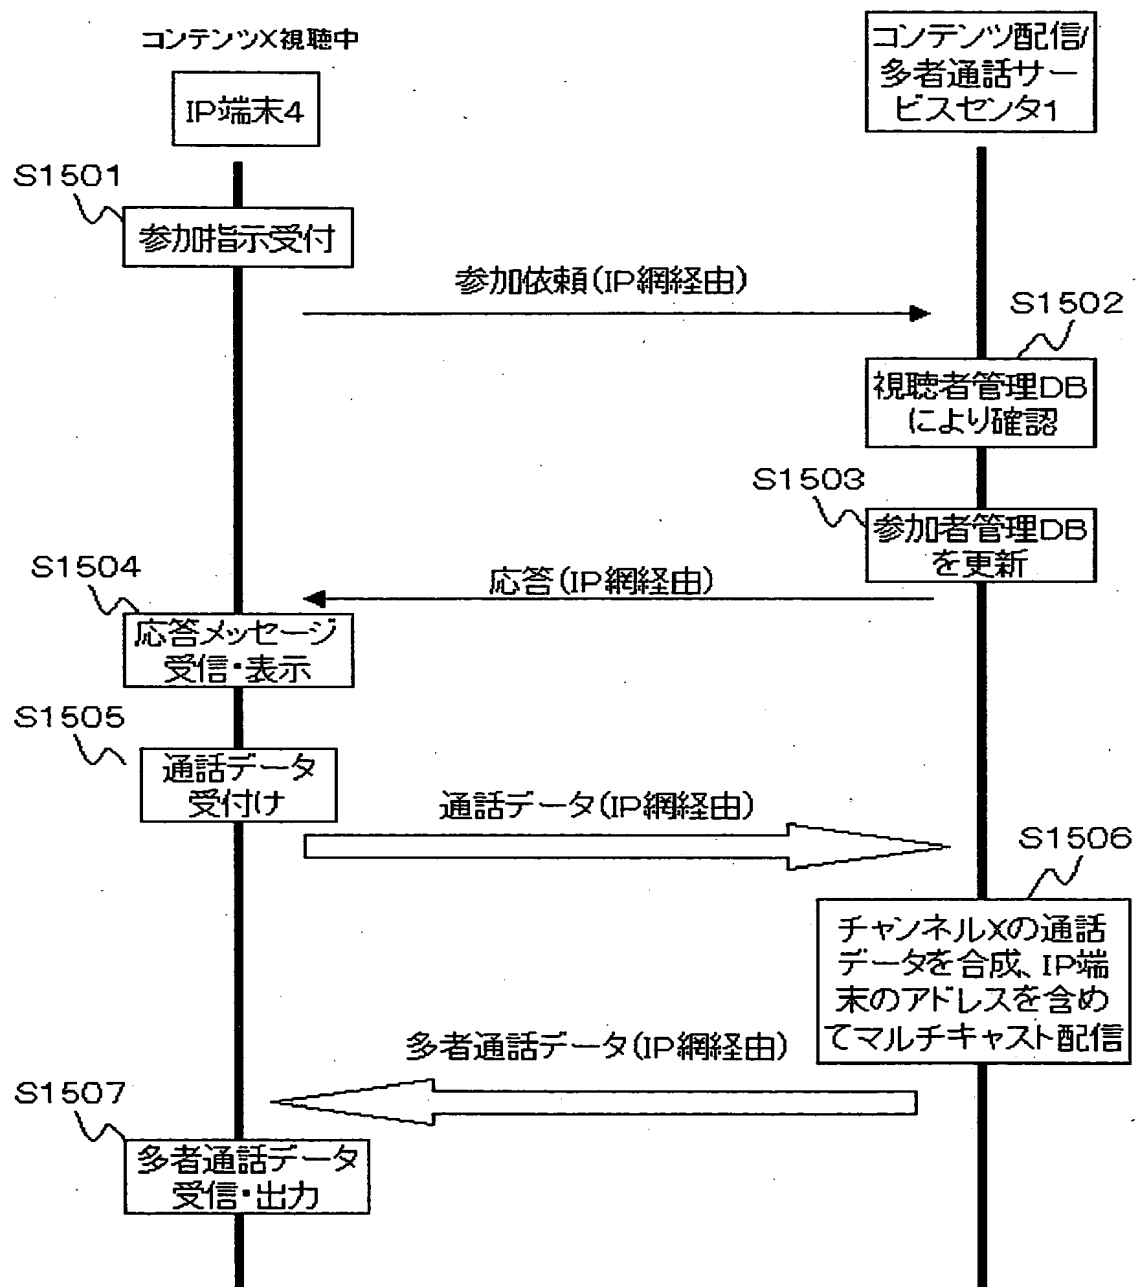 コンテンツX視聴中
IP端末4
コンテンツ配信/
多者通話サー
ビスセンタ1
S1501
参加指示受付
参加依頼(IP網経由)
S1502
視聴者管理DB
により確認
S1503
参加者管理DB
を更新
応答(IP網経由)
S1504
応答メッセージ
受信・表示
S1505
通話データ
受付け
通話データ(IP網経由)
S1506
チャンネルXの通話
データを合成、IP端
末のアドレスを含め
てマルチキャスト配信
多者通話データ(IP網経由)
S1507
多者通話データ
受信・出力